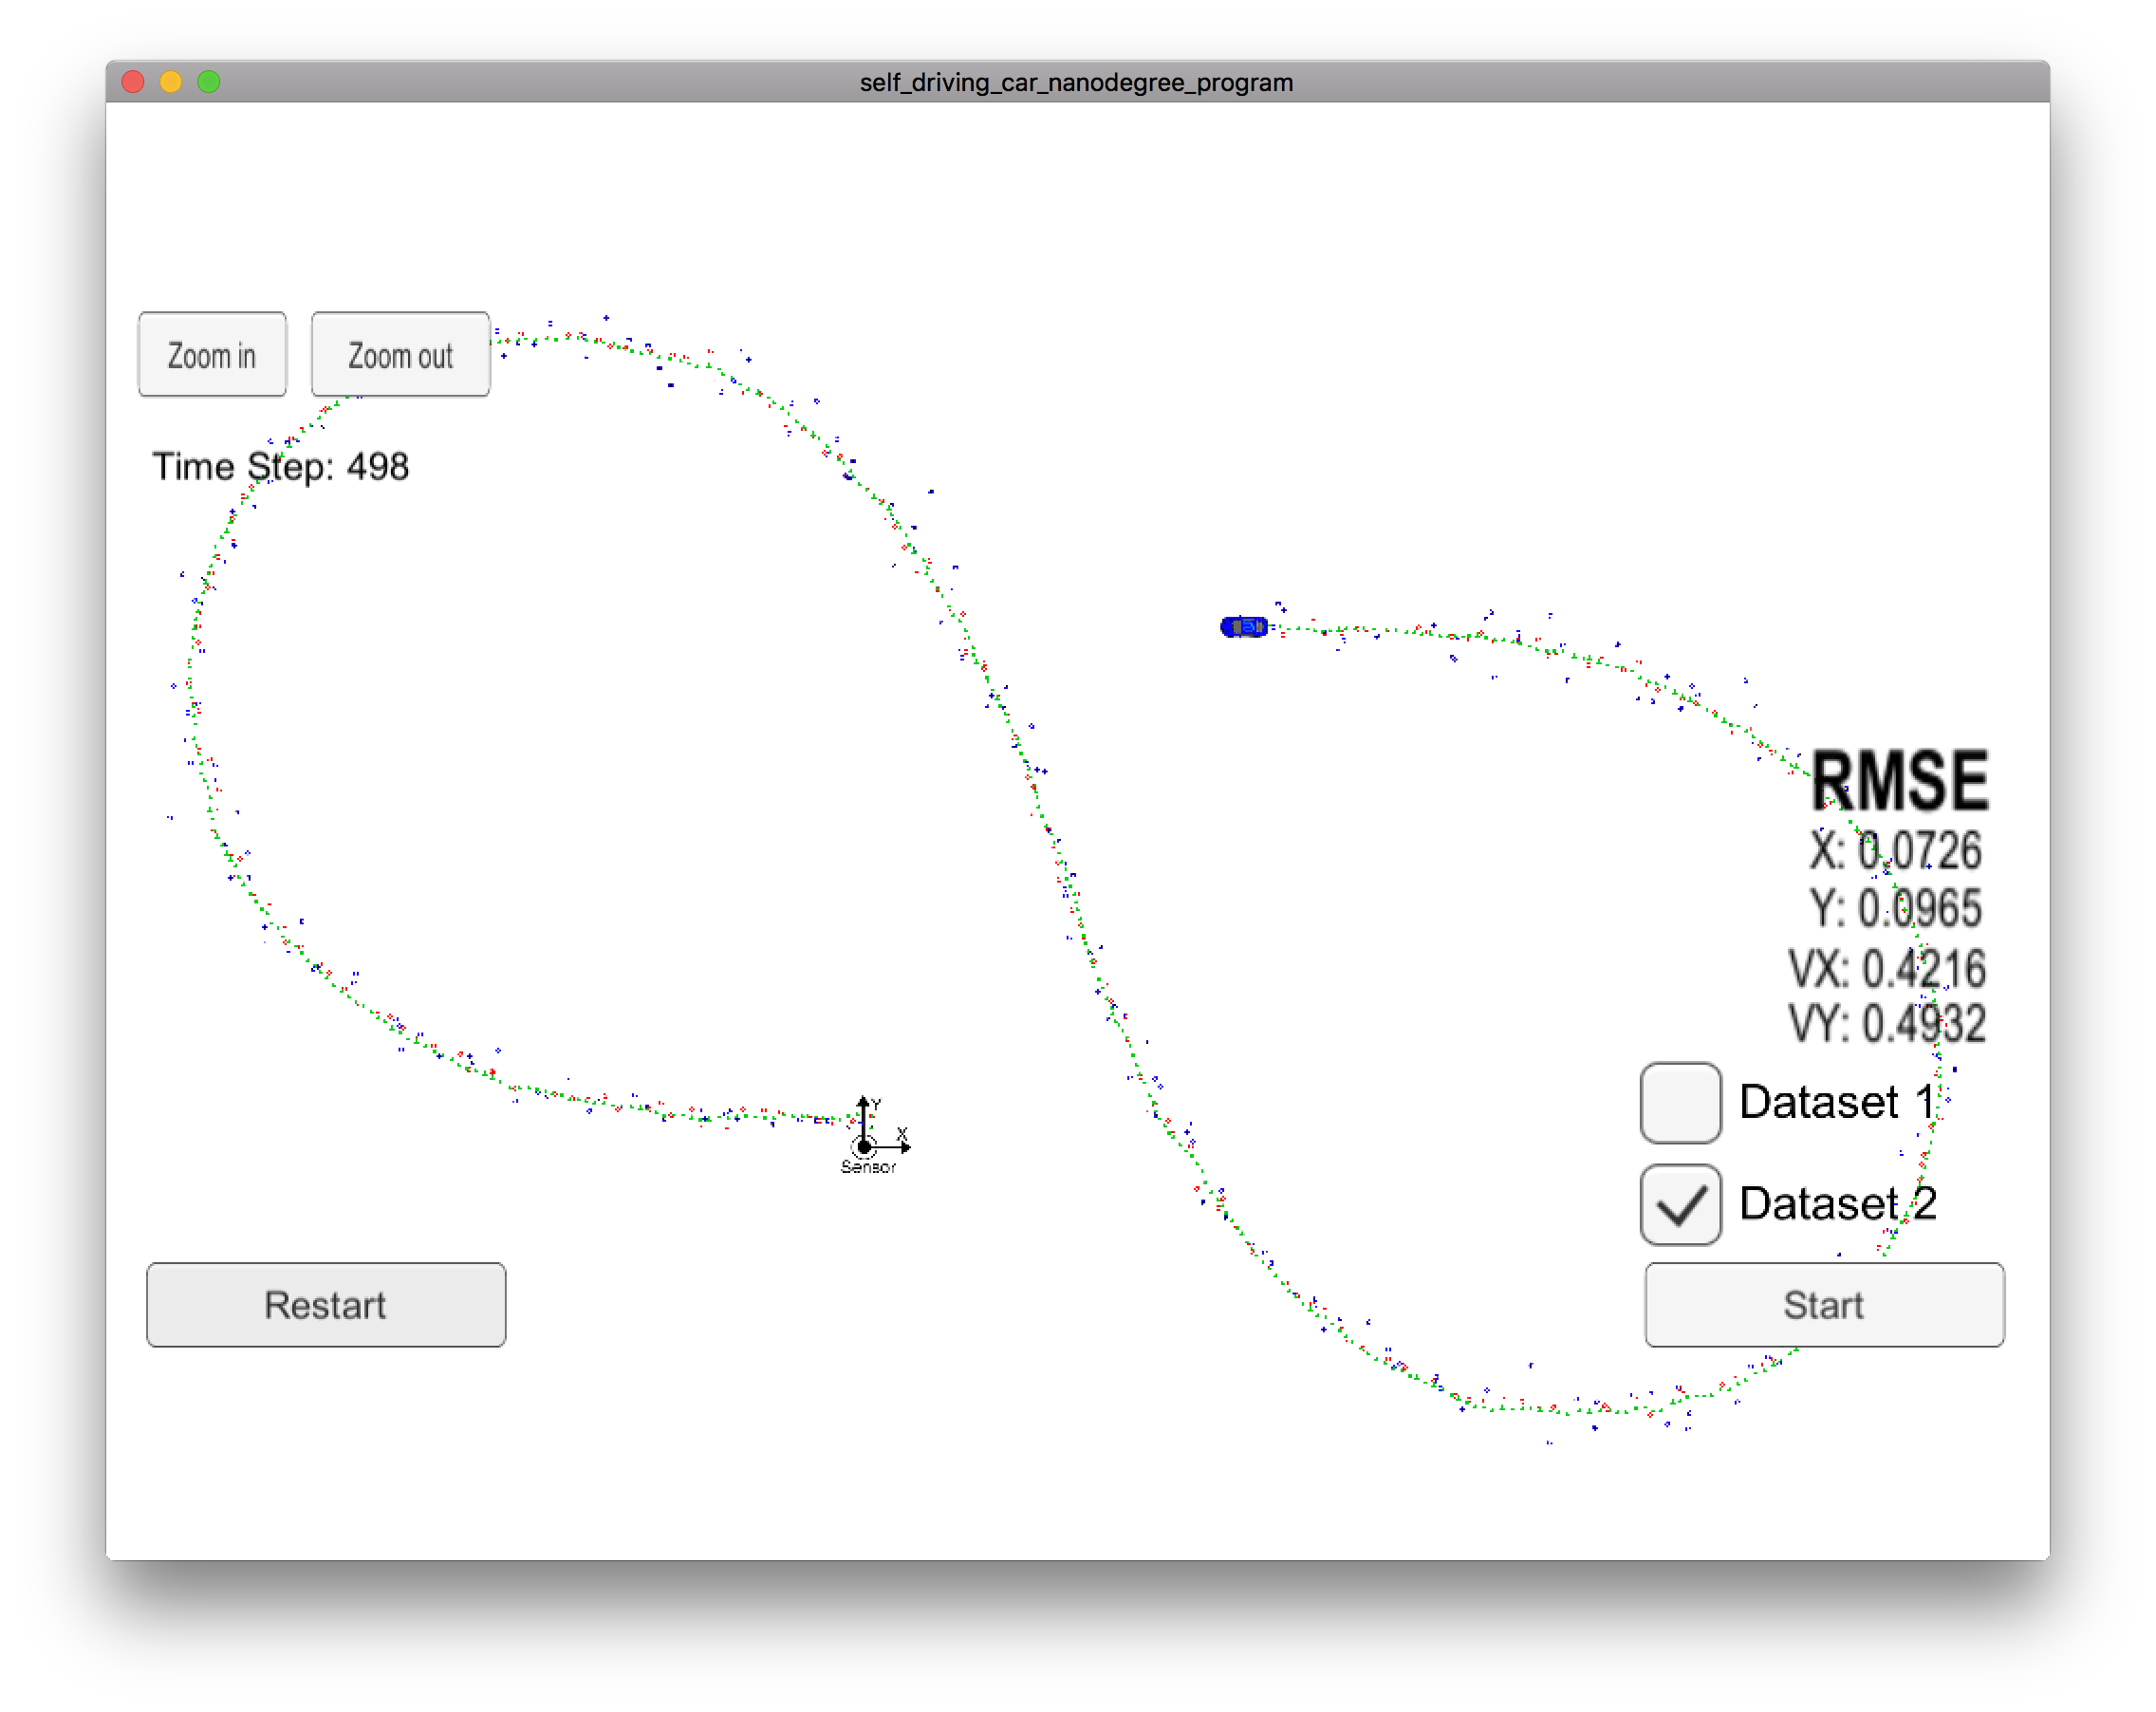 self_driving_car_nanodegree_program
Zoom in
Zoom out
Time Step: 498
RMSE
X: 0.0726
Y: 0.0965
VX: 0.4216
VY: 0.4932
Y
X
Sensor
Dataset 1
Dataset 2
Restart
Start